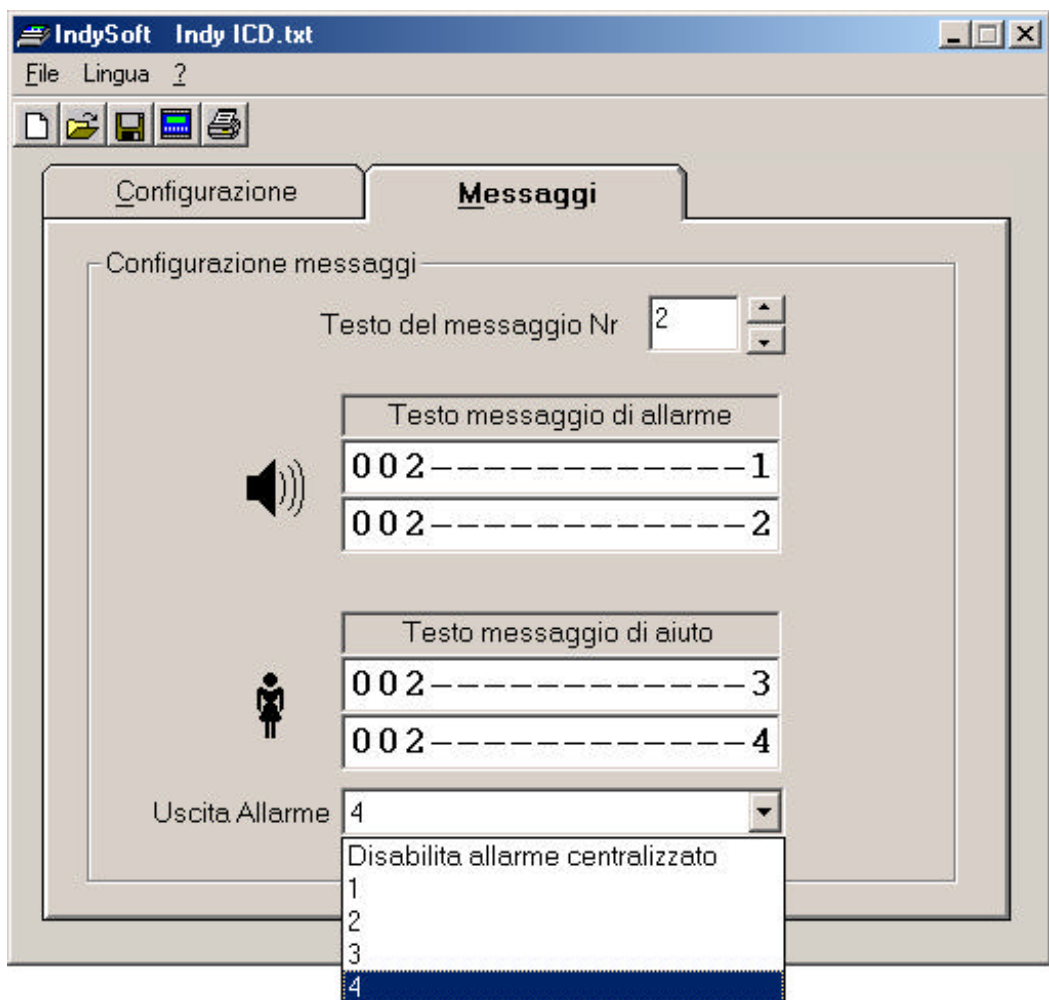 IndySoft Indy ICD.txt
File Lingua ?
Configurazione Messaggi
Configurazione messaggi
Testo del messaggio Nr 2
Testo messaggio di allarme
002------------1
002------------2
Testo messaggio di aiuto
002------------3
002------------4
Uscita Allarme 4
Disabilita allarme centralizzato
1
2
3
4